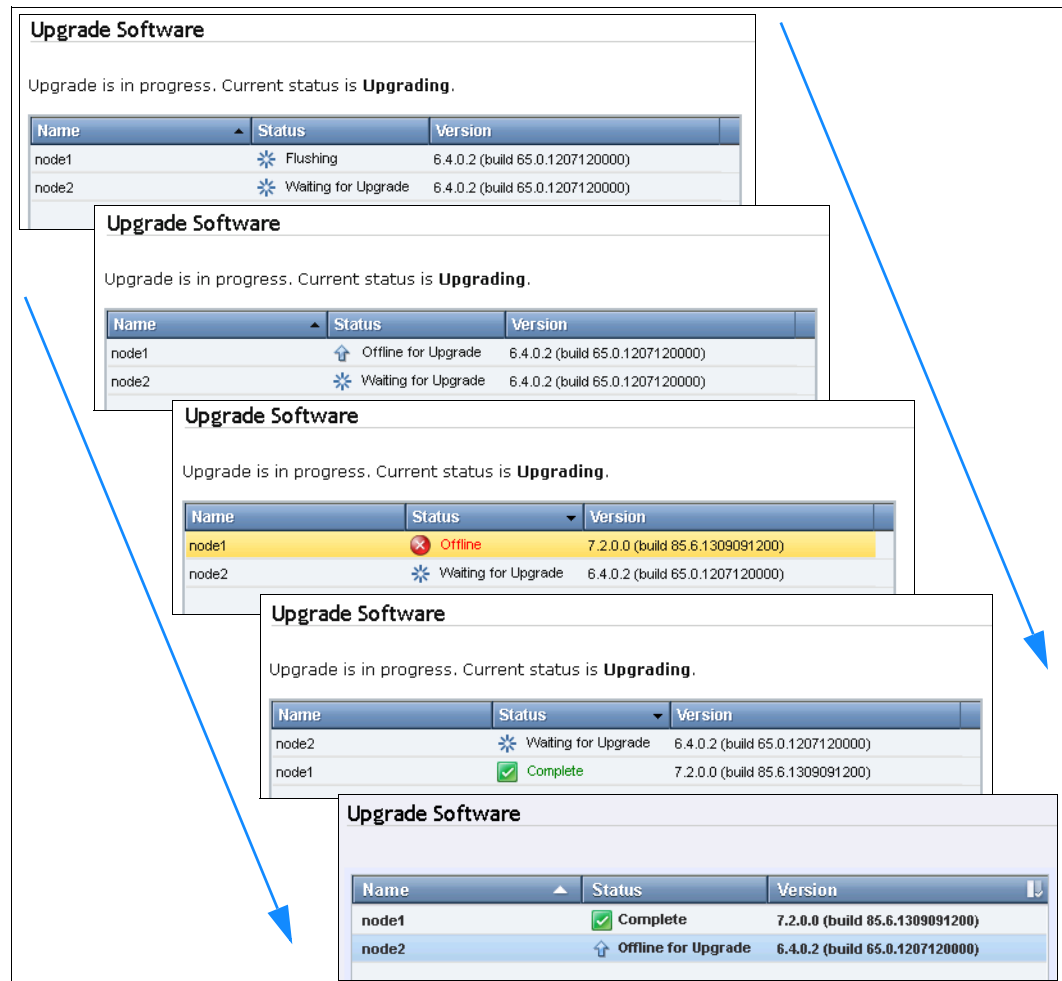 Upgrade Software
Upgrade is in progress. Current status is Upgrading.
Name Status Version
node1 Flushing 6.4.0.2 (build 65.0.1207120000)
node2 Waiting for Upgrade 6.4.0.2 (build 65.0.1207120000)
Upgrade Software
Upgrade is in progress. Current status is Upgrading.
Name Status Version
node1 Offline for Upgrade 6.4.0.2 (build 65.0.1207120000)
node2 Waiting for Upgrade 6.4.0.2 (build 65.0.1207120000)
Upgrade Software
Upgrade is in progress. Current status is Upgrading.
Name Status Version
node1 Offline 7.2.0.0 (build 85.6.1309091200)
node2 Waiting for Upgrade 6.4.0.2 (build 65.0.1207120000)
Upgrade Software
Upgrade is in progress. Current status is Upgrading.
Name Status Version
node2 Waiting for Upgrade 6.4.0.2 (build 65.0.1207120000)
node1 Complete 7.2.0.0 (build 85.6.1309091200)
Upgrade Software
Name Status Version
node1 Complete 7.2.0.0 (build 85.6.1309091200)
node2 Offline for Upgrade 6.4.0.2 (build 65.0.1207120000)